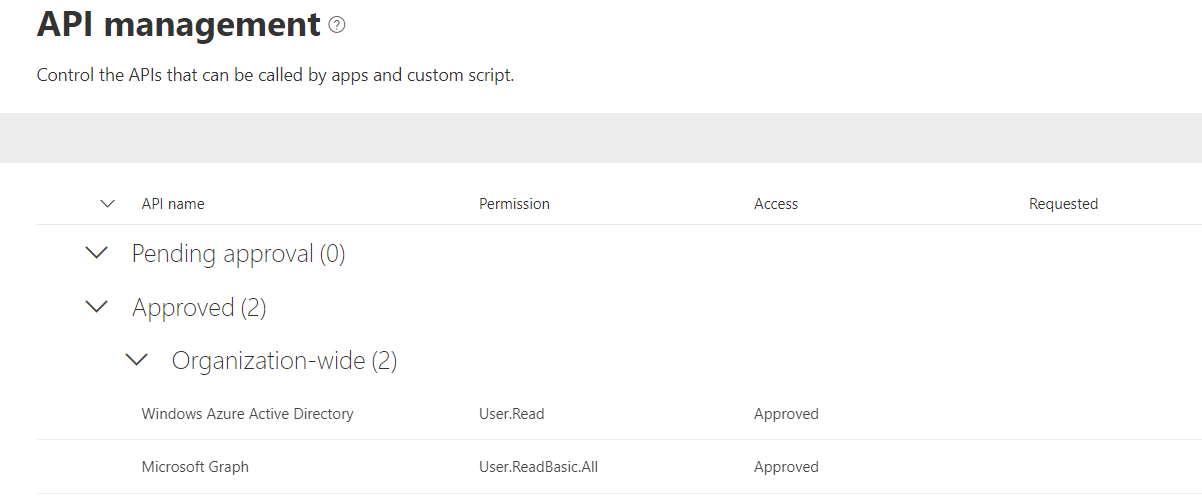 API management ?
Control the APIs that can be called by apps and custom script.
API name Permission Access Requested
Pending approval (0)
Approved (2)
Organization-wide (2)
Windows Azure Active Directory User.Read Approved
Microsoft Graph User.ReadBasic.All Approved